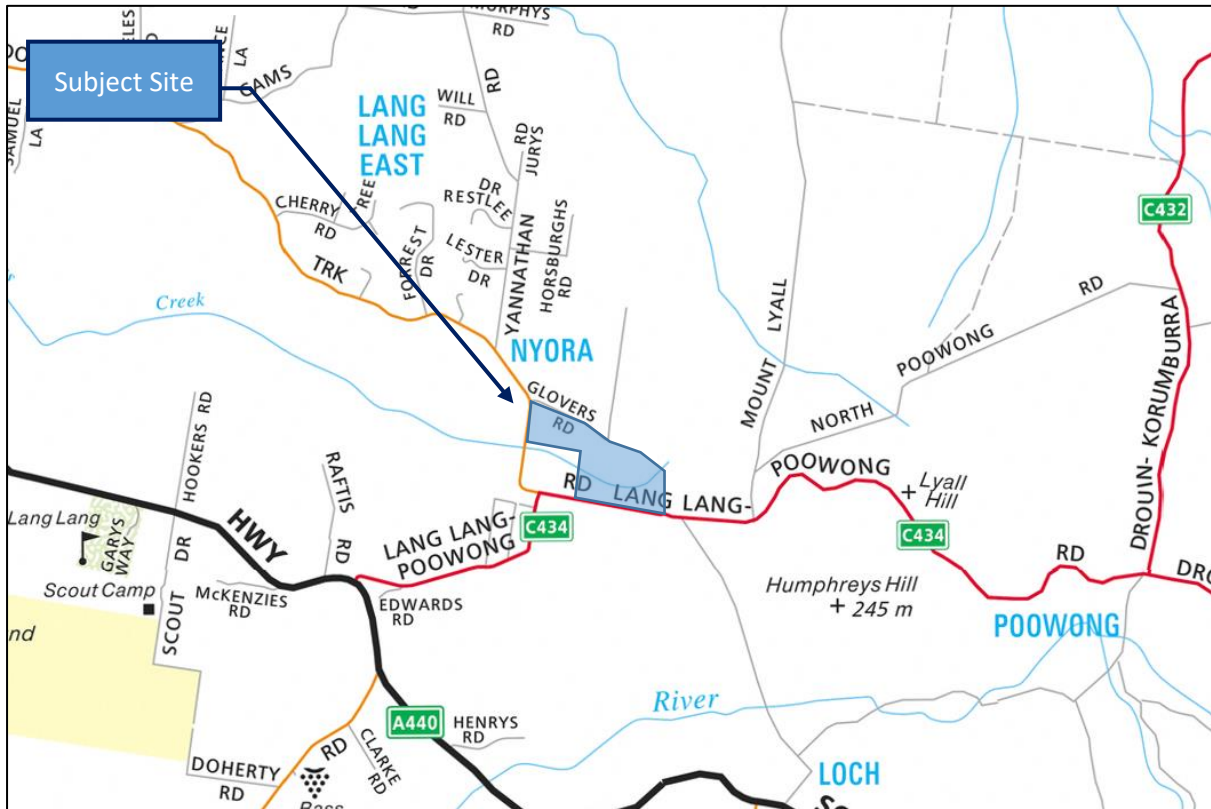 MURPHYS
RD
LA
CAMS
Subject Site
SAMUEL
LA
LANG
LANG
EAST
WILL
RD
RD
JURYS
RD
C432
CHERRY
RD
TREE
FORREST
DR
DR
RESTLEE
LESTER
DR
YANNATHAN
HORSBURGHS
RD
TRK
Creek
MOUNT LYALL
RD
POOWONG
NORTH
DROUIN-KORUMBURRA
NYORA
GLOVERS
RD
HOOKERS RD
RAFTIS
RD
RD LANG LANG-
POOWONG
Lyall
Hill
C434
RD
Lang Lang
GARYS
WAY
HWY
LANG LANG-
POOWONG
C434
Scout Camp
SCOUT DR
McKENZIES
RD
EDWARDS
RD
Humphreys Hill
+ 245 m
POOWONG
River
A440
HENRYS
RD
CLARKE
RD
RD
DOHERTY
RD
LOCH